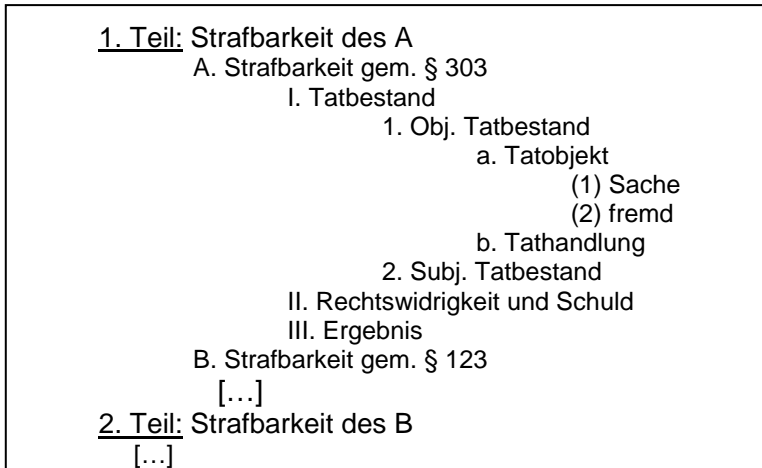 1. Teil: Strafbarkeit des A
A. Strafbarkeit gem. § 303
I. Tatbestand
1. Obj. Tatbestand
a. Tatobjekt
(1) Sache
(2) fremd
b. Tathandlung
2. Subj. Tatbestand
II. Rechtswidrigkeit und Schuld
III. Ergebnis
B. Strafbarkeit gem. § 123
[…]
2. Teil: Strafbarkeit des B
[…]